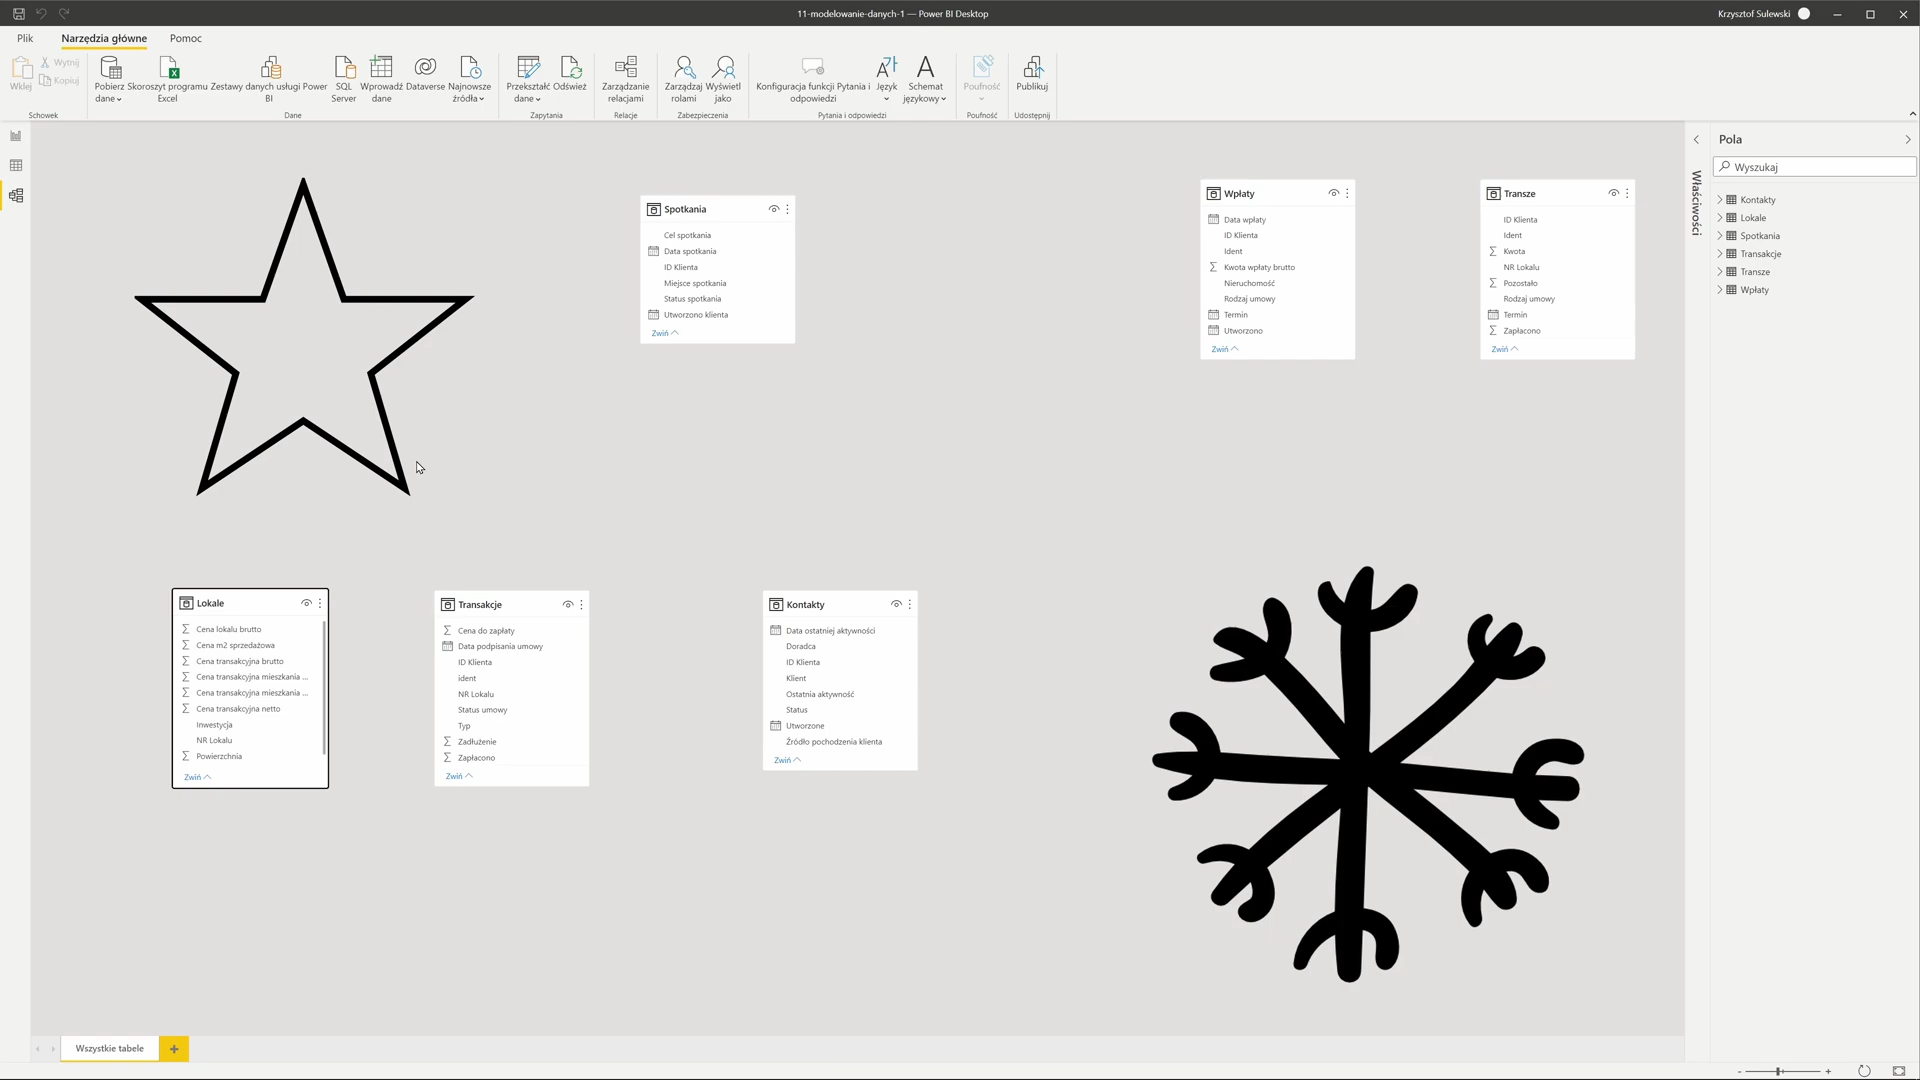 11-modelowanie-danych-1 — Power BI Desktop
Krzysztof Sulewski
Plik
Narzędzia główne
Pomoc
Wklej
Wytnij
Kopiuj
Schowek
Pobierz dane
Skoroszyt programu Excel
Zestawy danych usługi Power BI
SQL Server
Wprowadź dane
Dataverse
Najnowsze źródła
Dane
Przekształć dane
Odśwież
Zapytania
Zarządzanie relacjami
Relacje
Zarządzaj rolami
Wyświetl jako
Zabezpieczenia
Konfiguracja funkcji Pytania i odpowiedzi
Język
Schemat językowy
Pytania i odpowiedzi
Poufność
Poufność
Publikuj
Udostępnij
Spotkania
Cel spotkania
Data spotkania
ID Klienta
Miejsce spotkania
Status spotkania
Utworzono klienta
Zwiń
Wpłaty
Data wpłaty
ID Klienta
Ident
Kwota wpłaty brutto
Nieruchomość
Rodzaj umowy
Termin
Utworzono
Zwiń
Transze
ID Klienta
Ident
Kwota
NR Lokalu
Pozostało
Rodzaj umowy
Termin
Zapłacono
Zwiń
Lokale
Cena lokalu brutto
Cena m2 sprzedażowa
Cena transakcyjna brutto
Cena transakcyjna mieszkania ...
Cena transakcyjna mieszkania ...
Cena transakcyjna netto
Inwestycja
NR Lokalu
Powierzchnia
Zwiń
Transakcje
Cena do zapłaty
Data podpisania umowy
ID Klienta
ident
NR Lokalu
Status umowy
Typ
Zadłużenie
Zapłacono
Zwiń
Kontakty
Data ostatniej aktywności
Doradca
ID Klienta
Klient
Ostatnia aktywność
Status
Utworzone
Źródło pochodzenia klienta
Zwiń
Właściwości
Pola
Wyszukaj
Kontakty
Lokale
Spotkania
Transakcje
Transze
Wpłaty
Wszystkie tabele